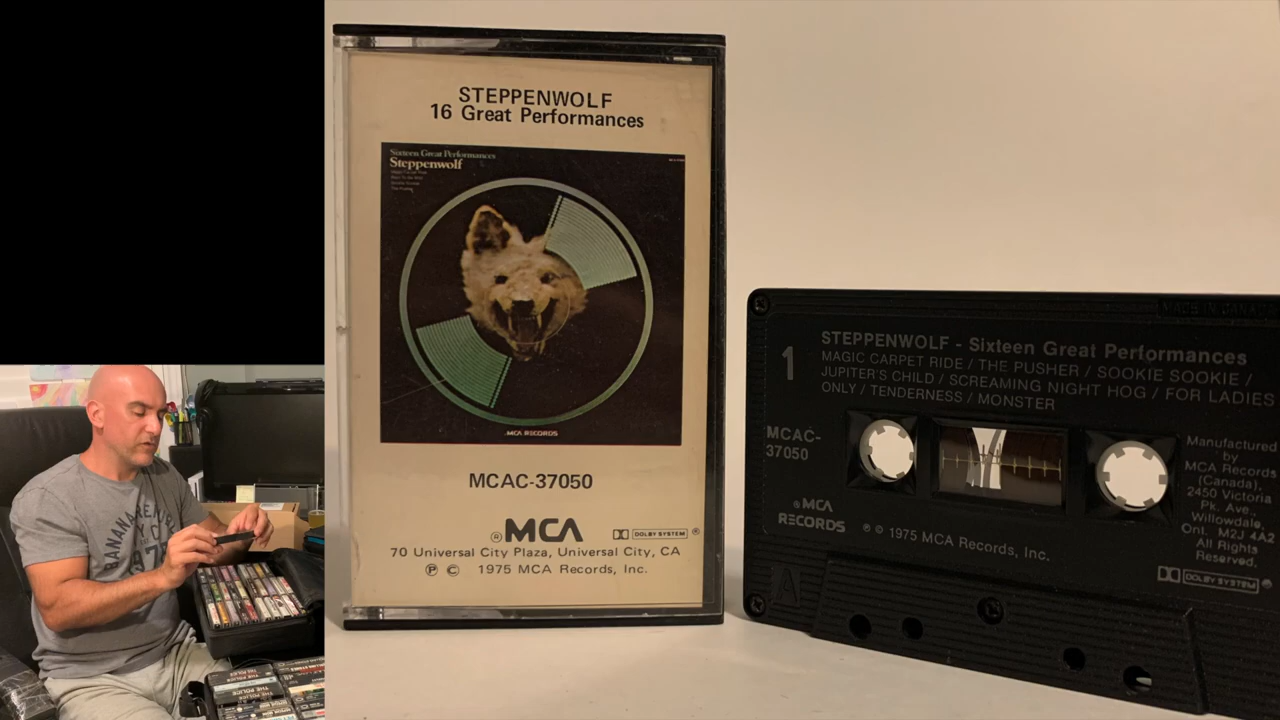 STEPPENWOLF
16 Great Performances
Sixteen Great Performances
Steppenwolf
MCA RECORDS
MCAC-37050
® MCA
DOLBY SYSTEM ®
70 Universal City Plaza, Universal City, CA
Ⓟ © 1975 MCA Records, Inc.
MADE IN CANADA
1
STEPPENWOLF - Sixteen Great Performances
MAGIC CARPET RIDE / THE PUSHER / SOOKIE SOOKIE /
JUPITER'S CHILD / SCREAMING NIGHT HOG / FOR LADIES
ONLY / TENDERNESS / MONSTER
MCAC-
37050
Manufactured
by
MCA Records
(Canada),
2450 Victoria
Pk. Ave.,
Willowdale,
Ont. M2J 4A2
All Rights
Reserved.
® MCA
RECORDS
Ⓟ © 1975 MCA Records, Inc.
DOLBY SYSTEM ®
A
THE POLICE
THE POLICE